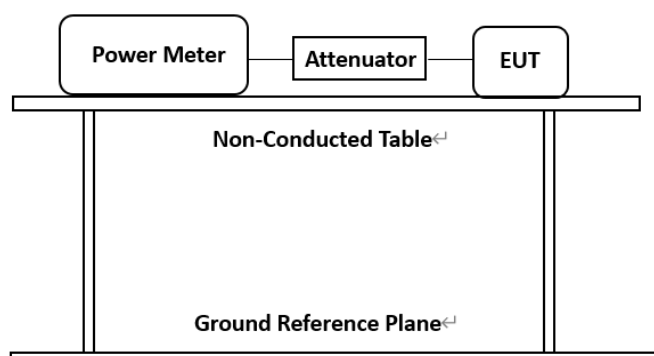 Power Meter
Attenuator
EUT
Non-Conducted Table↵
Ground Reference Plane↵